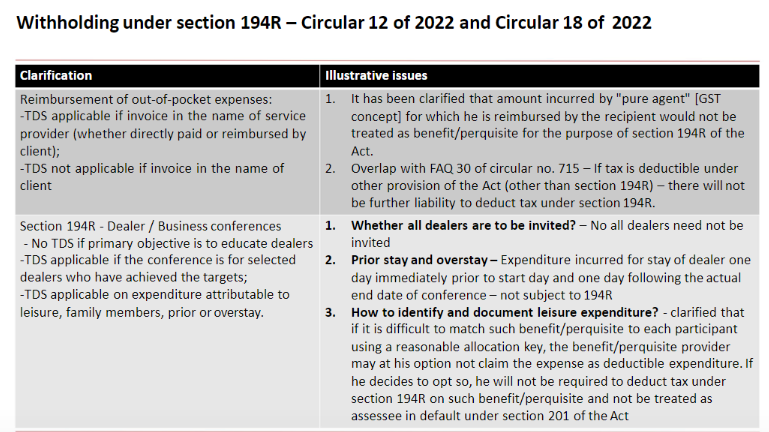 Withholding under section 194R – Circular 12 of 2022 and Circular 18 of 2022
Clarification
Illustrative issues
Reimbursement of out-of-pocket expenses:
-TDS applicable if invoice in the name of service
provider (whether directly paid or reimbursed by
client);
-TDS not applicable if invoice in the name of
client
1. It has been clarified that amount incurred by "pure agent" [GST
concept] for which he is reimbursed by the recipient would not be
treated as benefit/perquisite for the purpose of section 194R of the
Act.
2. Overlap with FAQ 30 of circular no. 715 – If tax is deductible under
other provision of the Act (other than section 194R) – there will not
be further liability to deduct tax under section 194R.
Section 194R - Dealer / Business conferences
- No TDS if primary objective is to educate dealers
-TDS applicable if the conference is for selected
dealers who have achieved the targets;
-TDS applicable on expenditure attributable to
leisure, family members, prior or overstay.
1. Whether all dealers are to be invited? – No all dealers need not be
invited
2. Prior stay and overstay – Expenditure incurred for stay of dealer one
day immediately prior to start day and one day following the actual
end date of conference – not subject to 194R
3. How to identify and document leisure expenditure? - clarified that
if it is difficult to match such benefit/perquisite to each participant
using a reasonable allocation key, the benefit/perquisite provider
may at his option not claim the expense as deductible expenditure. If
he decides to opt so, he will not be required to deduct tax under
section 194R on such benefit/perquisite and not be treated as
assessee in default under section 201 of the Act